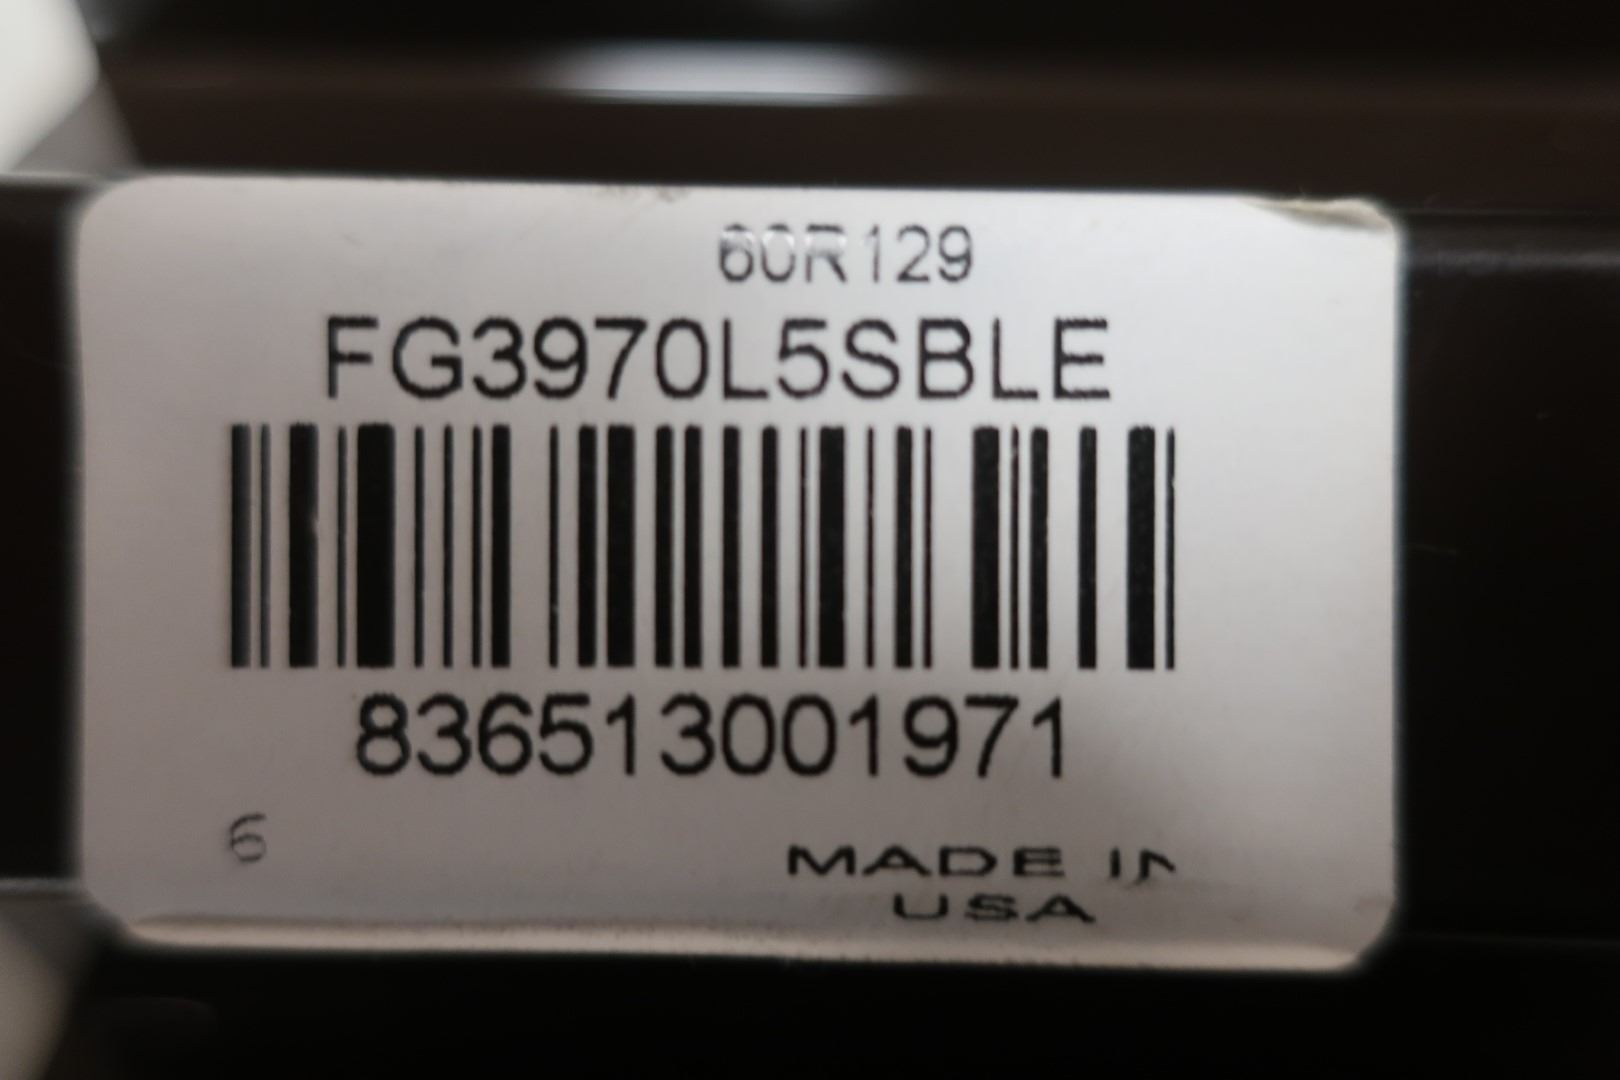 60R129
FG3970L5SBLE
836513001971
6
MADE IN
USA